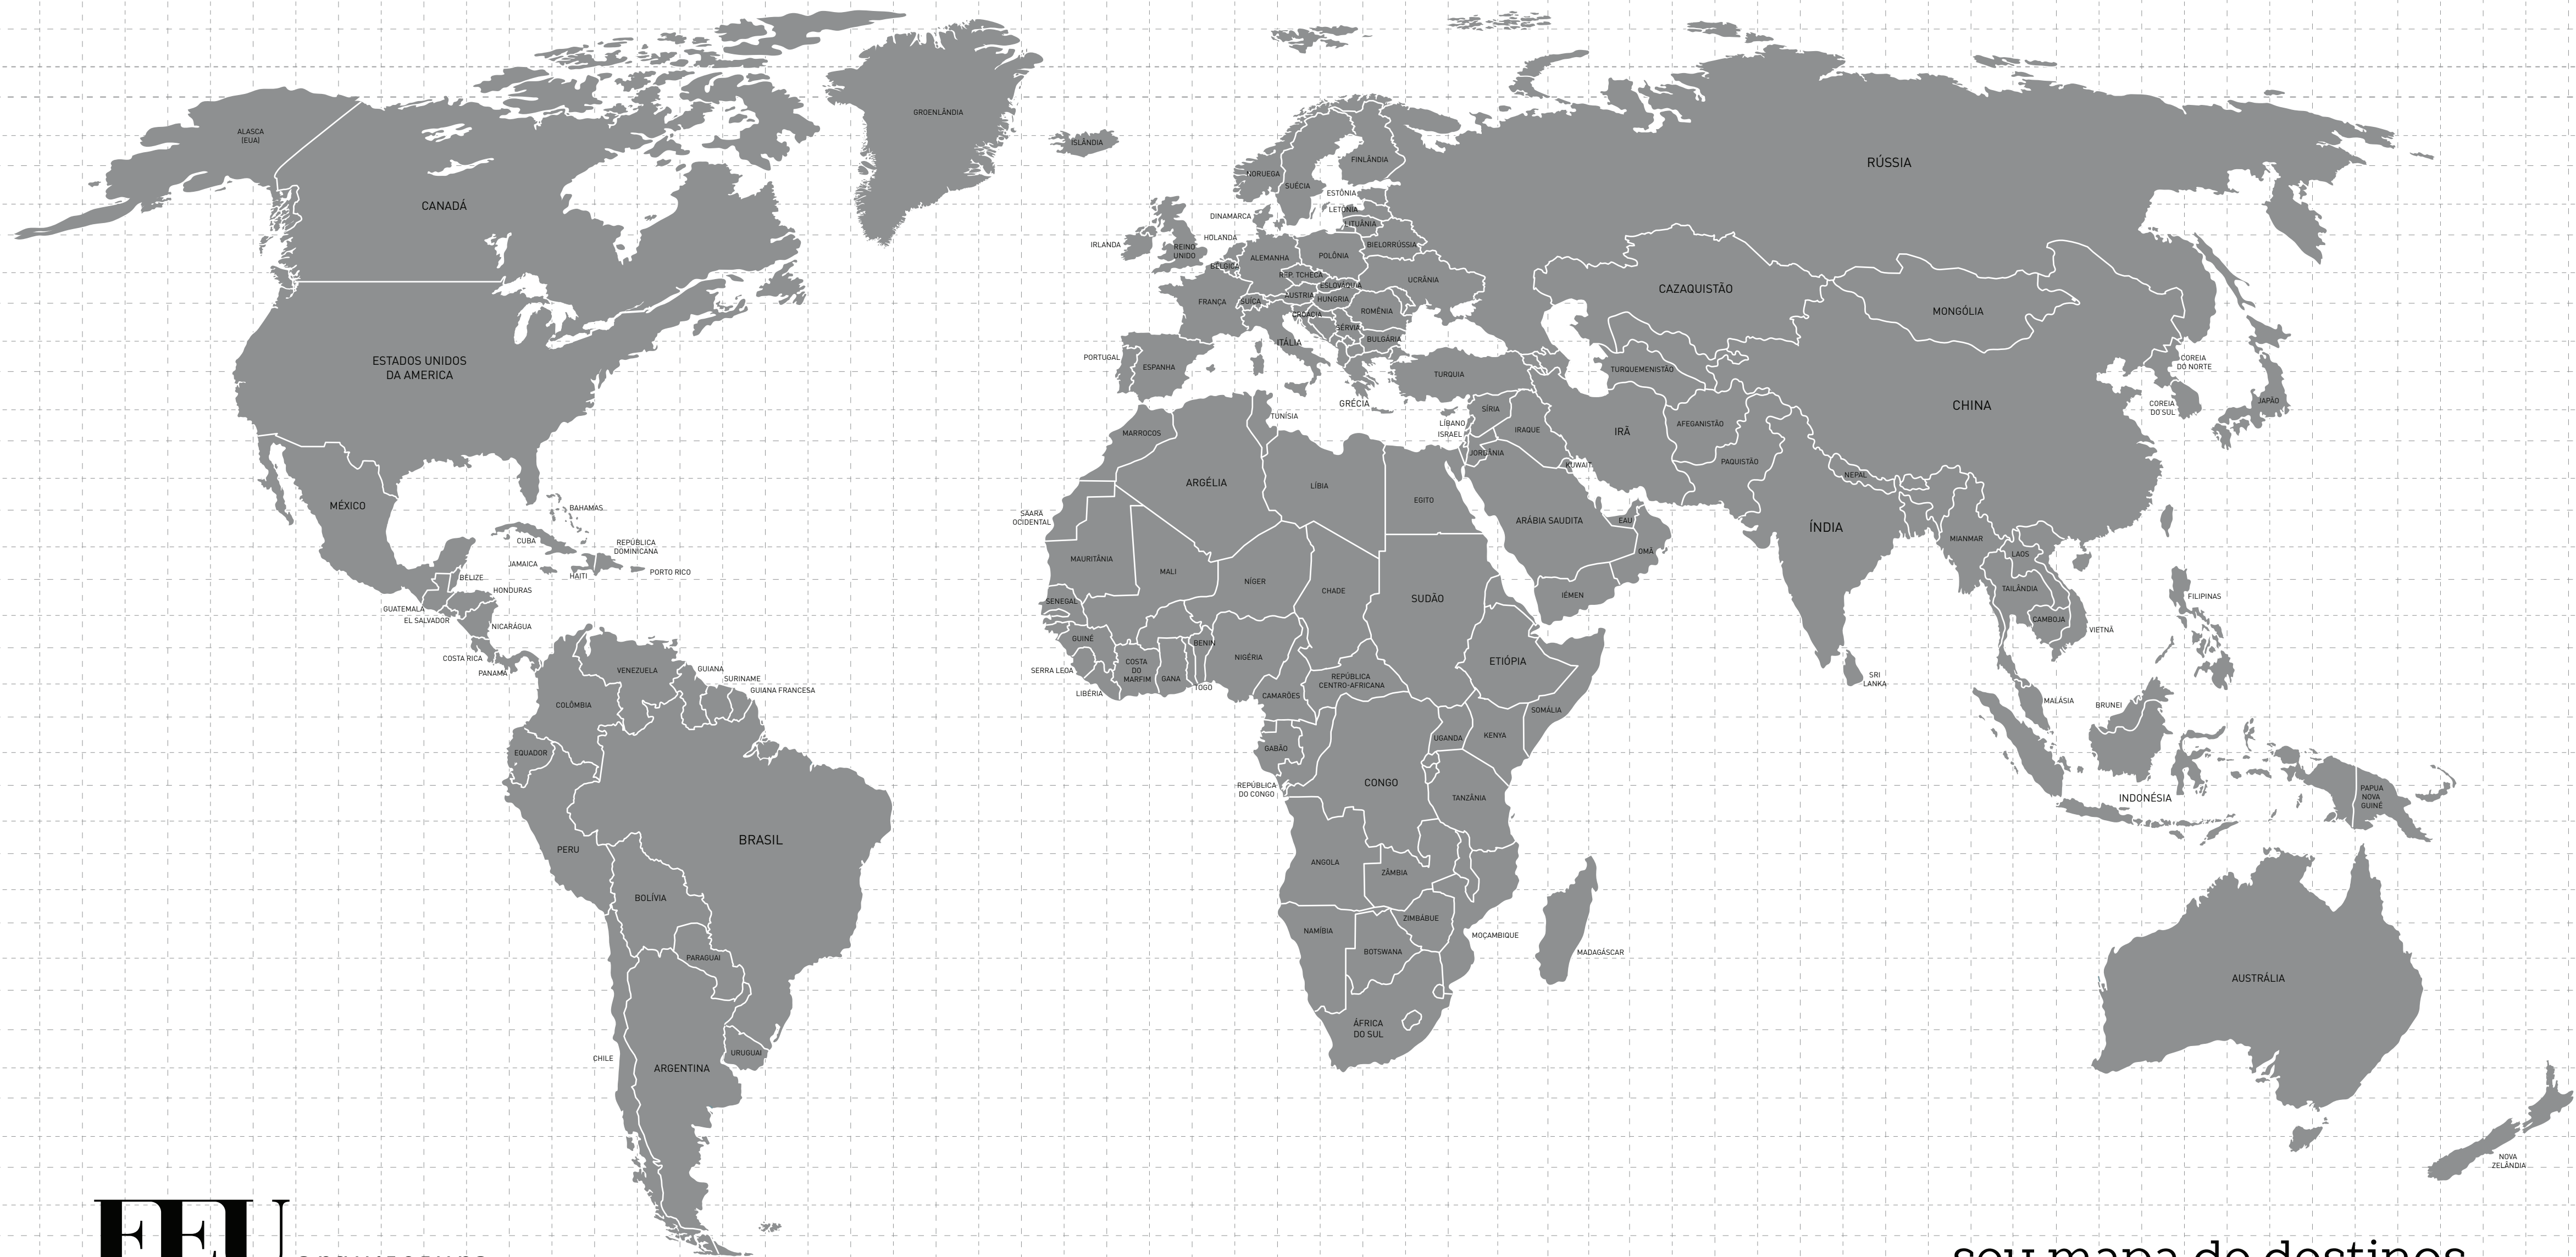 ALASCA
(EUA)
GROENLÂNDIA
ISLÂNDIA
CANADÁ
ESTADOS UNIDOS
DA AMERICA
MÉXICO
BAHAMAS
CUBA
REPÚBLICA
DOMINICANA
JAMAICA
HAITI
PORTO RICO
BELIZE
HONDURAS
GUATEMALA
EL SALVADOR
NICARÁGUA
COSTA RICA
PANAMÁ
VENEZUELA
GUIANA
SURINAME
GUIANA FRANCESA
COLÔMBIA
EQUADOR
PERU
BRASIL
BOLÍVIA
PARAGUAI
CHILE
ARGENTINA
URUGUAI
NORUEGA
SUÉCIA
FINLÂNDIA
ESTÔNIA
LETÔNIA
LITUÂNIA
DINAMARCA
HOLANDA
IRLANDA
REINO
UNIDO
BÉLGICA
ALEMANHA
POLÔNIA
BIELORRÚSSIA
REP. TCHECA
ESLOVÁQUIA
UCRÂNIA
FRANÇA
SUÍÇA
ÁUSTRIA
HUNGRIA
ROMÊNIA
CROÁCIA
SÉRVIA
BULGÁRIA
ITÁLIA
PORTUGAL
ESPANHA
GRÉCIA
TURQUIA
RÚSSIA
CAZAQUISTÃO
MONGÓLIA
TURQUEMENISTÃO
CHINA
COREIA
DO NORTE
COREIA
DO SUL
JAPÃO
SÍRIA
LÍBANO
ISRAEL
IRAQUE
JORDÂNIA
KUWAIT
IRÃ
AFEGANISTÃO
PAQUISTÃO
NEPAL
ÍNDIA
ARÁBIA SAUDITA
EAU
OMÃ
IÊMEN
MIANMAR
LAOS
TAILÂNDIA
CAMBOJA
VIETNÃ
FILIPINAS
SRI
LANKA
MALÁSIA
BRUNEI
INDONÉSIA
PAPUA
NOVA
GUINÉ
AUSTRÁLIA
NOVA
ZELÂNDIA
TUNÍSIA
MARROCOS
ARGÉLIA
LÍBIA
EGITO
SAARA
OCIDENTAL
MAURITÂNIA
MALI
NÍGER
CHADE
SUDÃO
SENEGAL
GUINÉ
SERRA LEOA
LIBÉRIA
COSTA
DO
MARFIM
GANA
BENIN
TOGO
NIGÉRIA
CAMARÕES
REPÚBLICA
CENTRO-AFRICANA
ETIÓPIA
SOMÁLIA
UGANDA
KENYA
GABÃO
REPÚBLICA
DO CONGO
CONGO
TANZÂNIA
ANGOLA
ZÂMBIA
ZIMBÁBUE
MOÇAMBIQUE
NAMÍBIA
BOTSWANA
MADAGÁSCAR
ÁFRICA
DO SUL
seu mapa de destinos